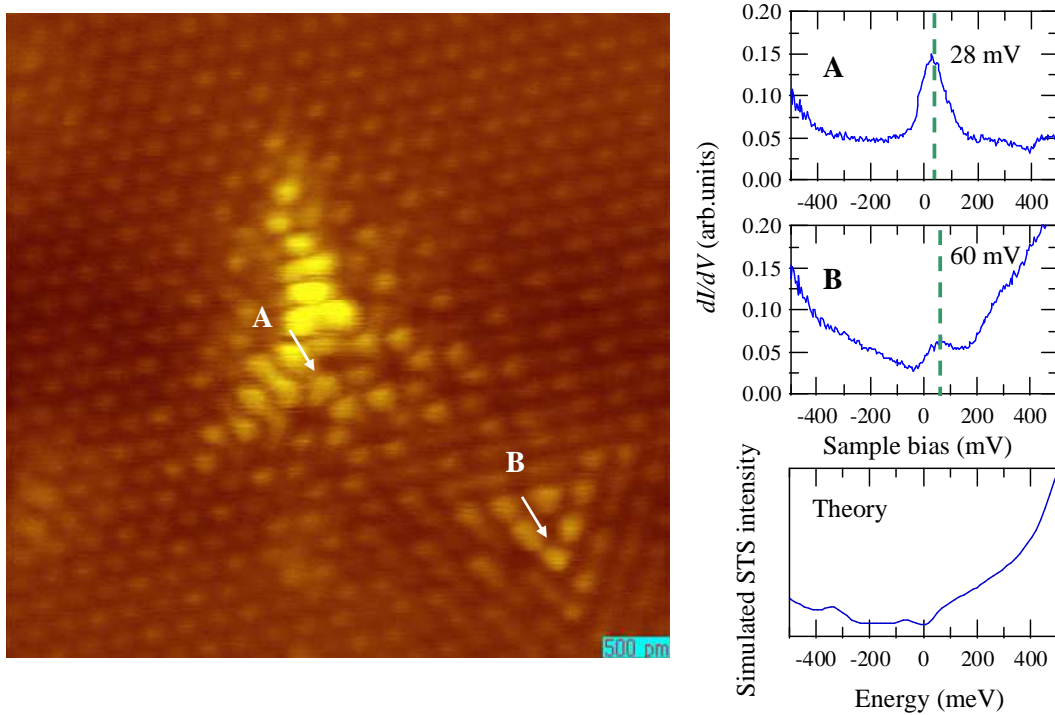 A
B
500 pm
0.20
0.15
0.10
0.05
0.00
A
28 mV
-400 -200 0 200 400
0.20
0.15
0.10
0.05
0.00
B
60 mV
-400 -200 0 200 400
Sample bias (mV)
dI/dV (arb.units)
Theory
Simulated STS intensity
-400 -200 0 200 400
Energy (meV)